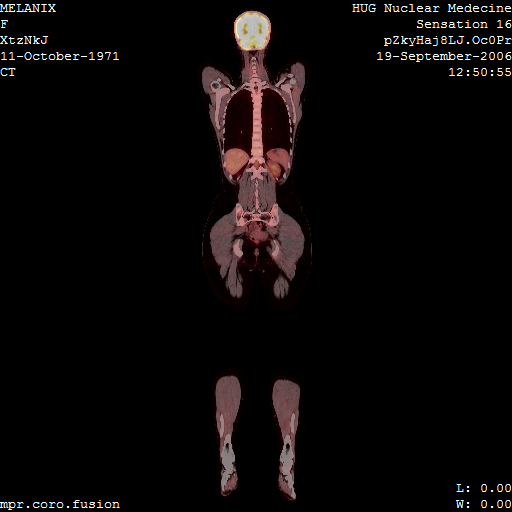 MELANIX
F
XtzNkJ
11-October-1971
CT
HUG Nuclear Medecine
Sensation 16
pZkyHaj8LJ.Oc0Pr
19-September-2006
12:50:55
mpr.coro.fusion
L: 0.00
W: 0.00